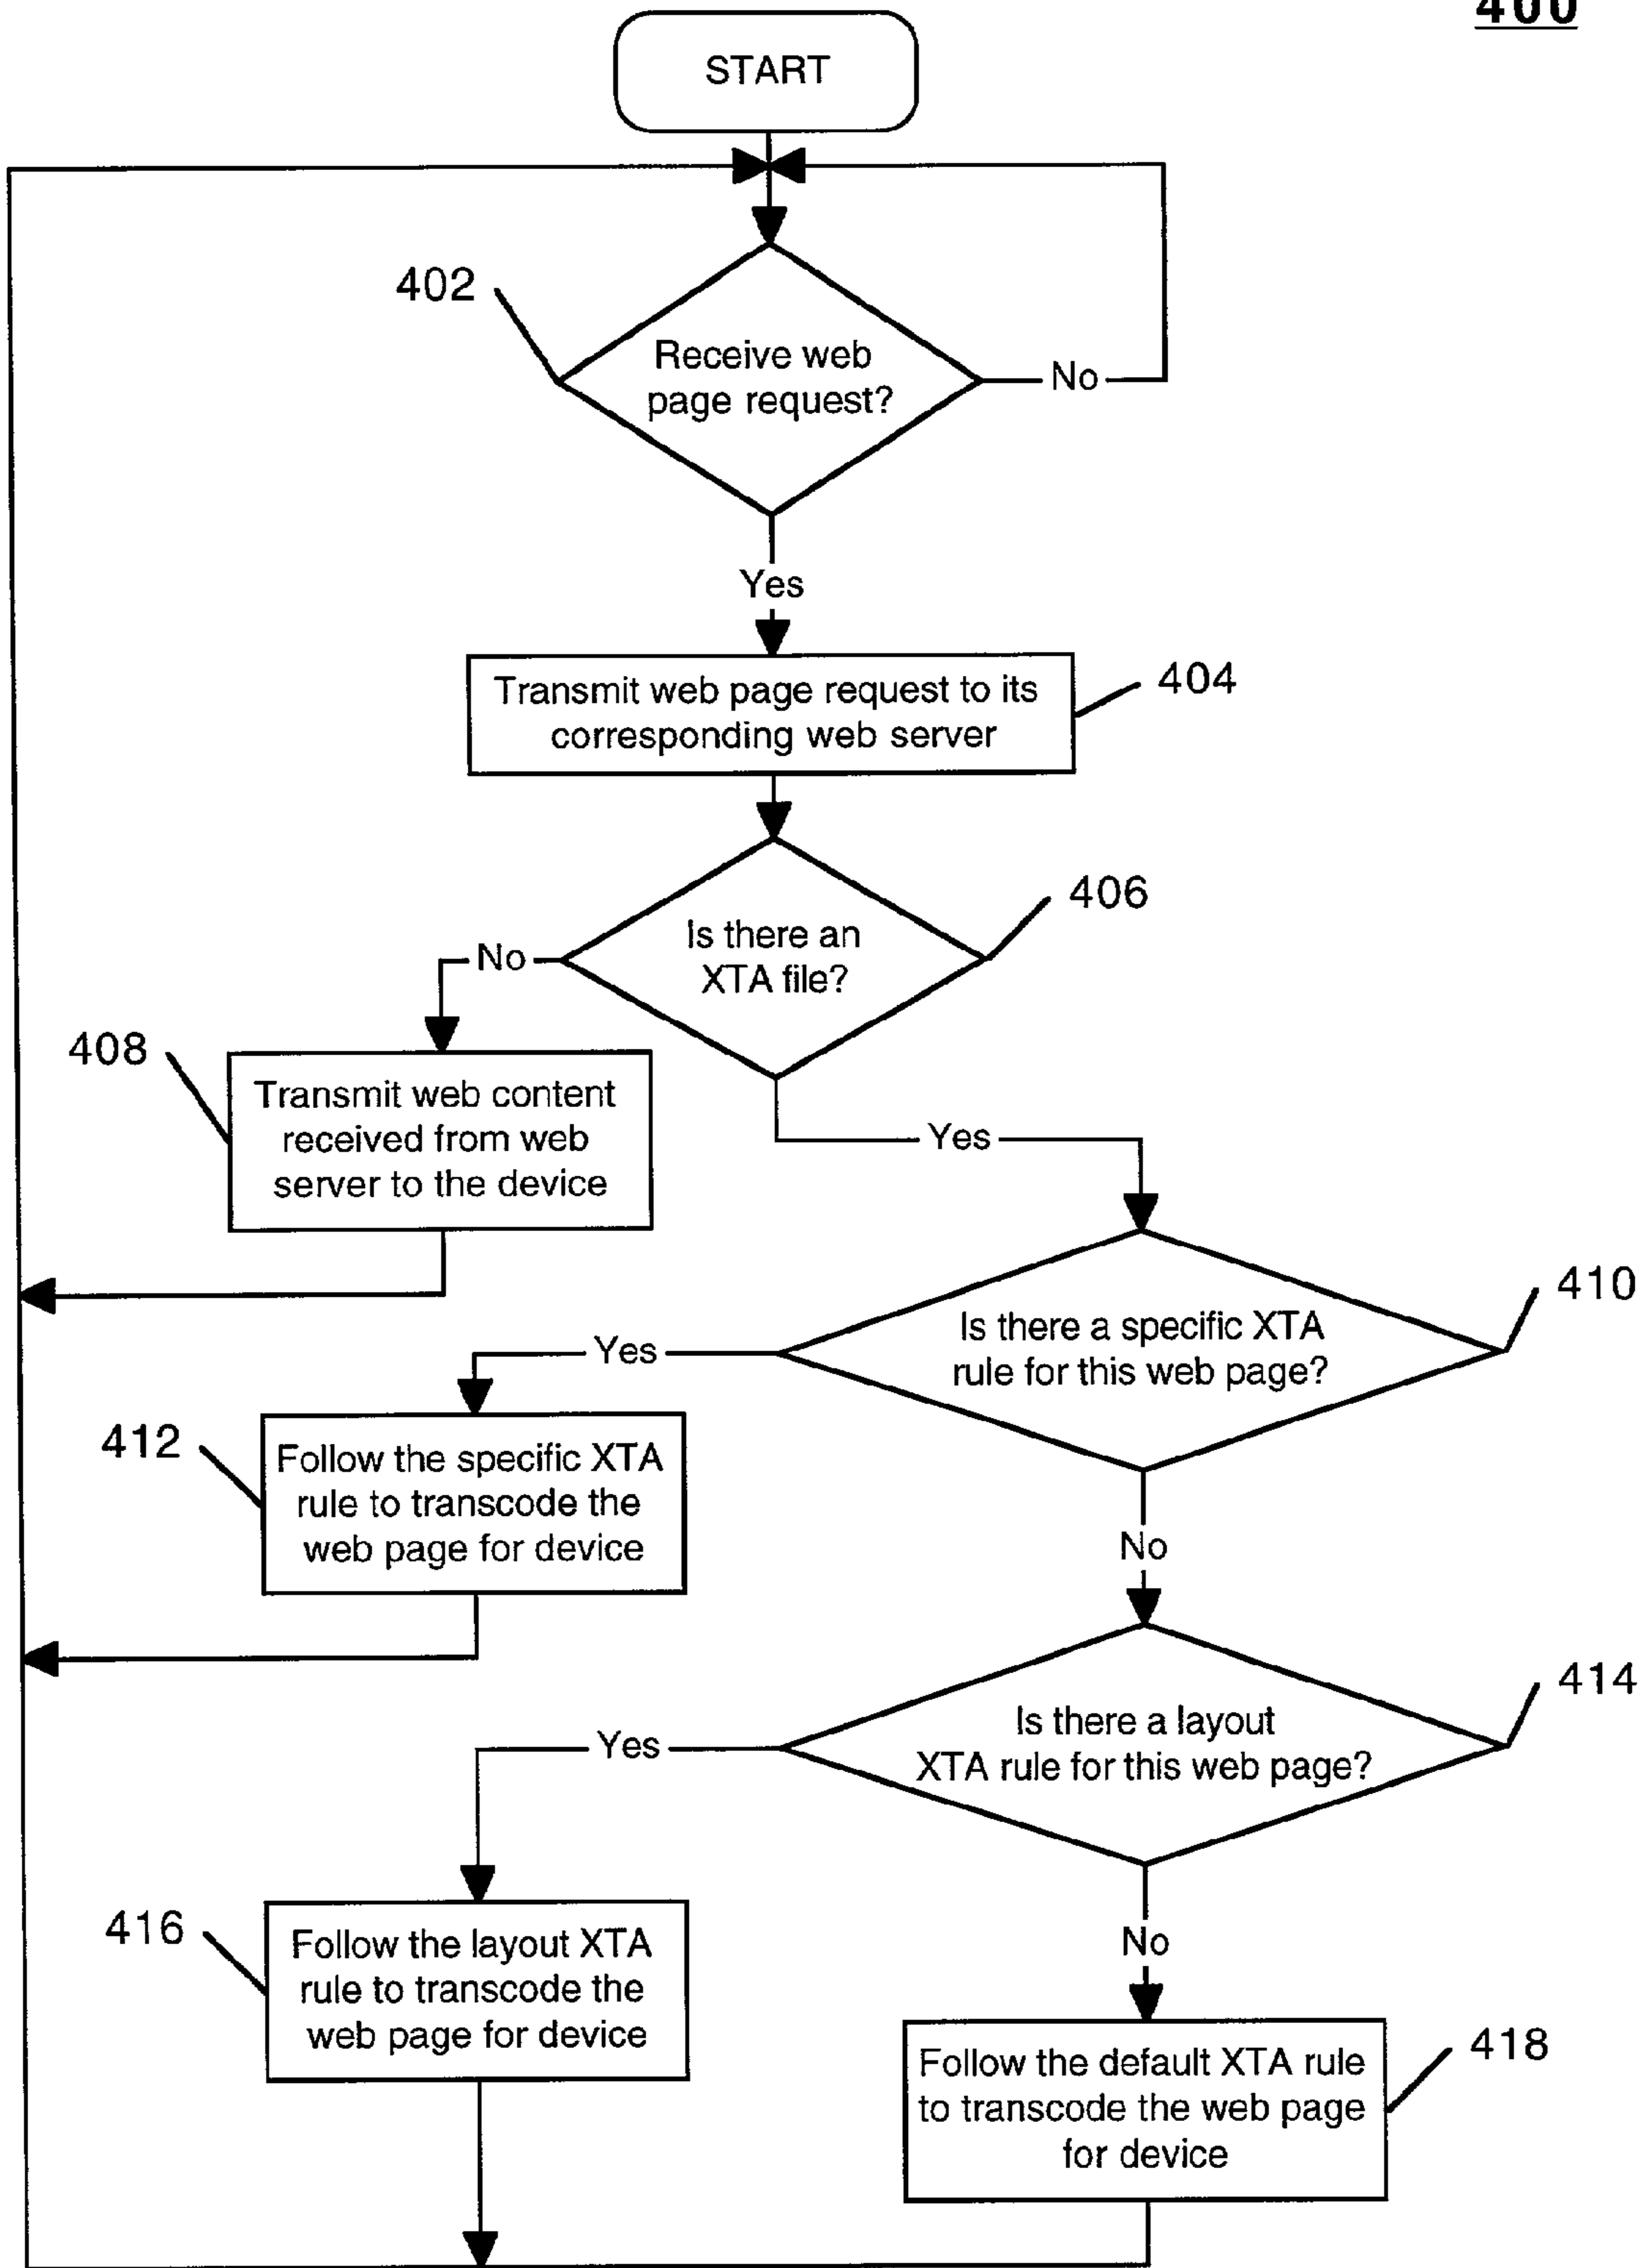 400
START
402
Receive web
page request?
No
Yes
Transmit web page request to its
corresponding web server
404
406
Is there an
XTA file?
No
408
Transmit web content
received from web
server to the device
Yes
410
Is there a specific XTA
rule for this web page?
Yes
412
Follow the specific XTA
rule to transcode the
web page for device
No
414
Is there a layout
XTA rule for this web page?
Yes
416
Follow the layout XTA
rule to transcode the
web page for device
No
418
Follow the default XTA rule
to transcode the web page
for device